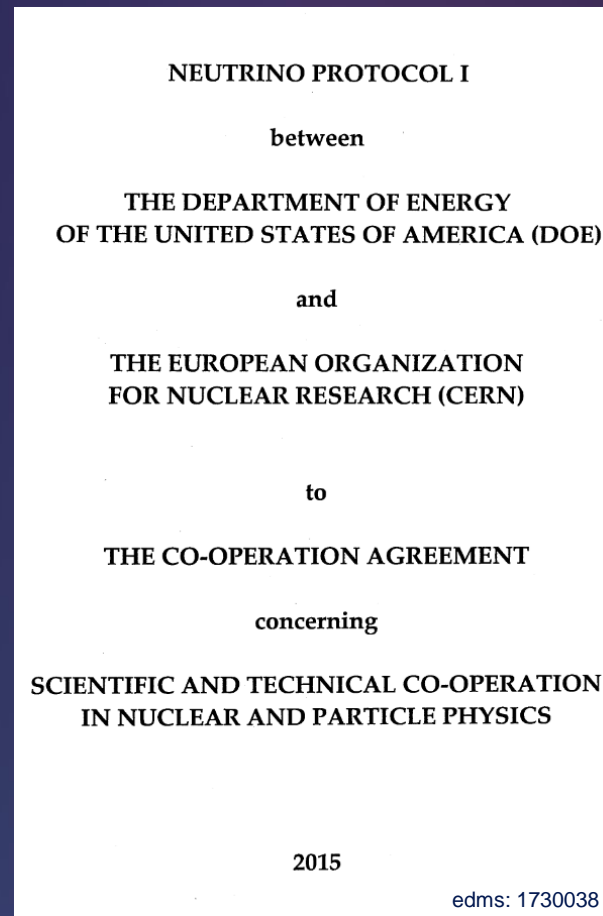 NEUTRINO PROTOCOL I
between
THE DEPARTMENT OF ENERGY
OF THE UNITED STATES OF AMERICA (DOE)
and
THE EUROPEAN ORGANIZATION
FOR NUCLEAR RESEARCH (CERN)
to
THE CO-OPERATION AGREEMENT
concerning
SCIENTIFIC AND TECHNICAL CO-OPERATION
IN NUCLEAR AND PARTICLE PHYSICS
2015
edms: 1730038